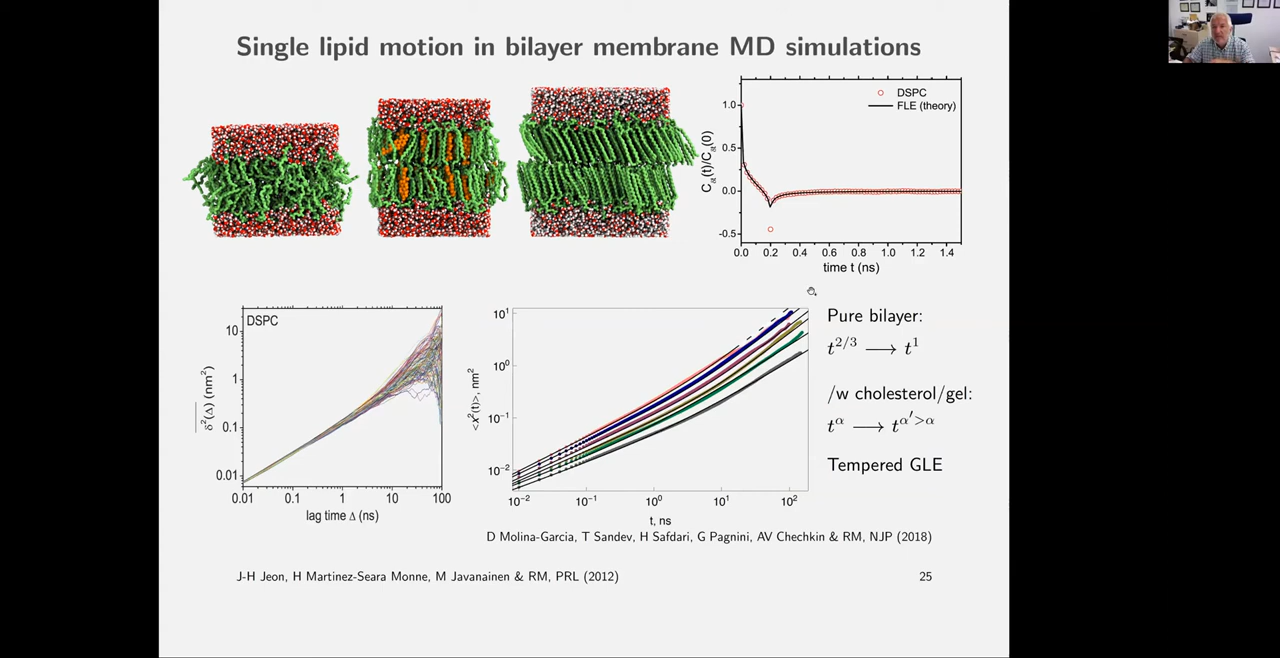 Single lipid motion in bilayer membrane MD simulations
DSPC
FLE (theory)
C_δt(t)/C_δt(0)
1.0
0.5
0.0
-0.5
0.0 0.2 0.4 0.6 0.8 1.0 1.2 1.4
time t (ns)
DSPC
δ²(Δ) (nm²)
10
1
0.1
0.01
0.01 0.1 1 10 100
lag time Δ (ns)
<x²(t)>, nm²
10¹
10⁰
10⁻¹
10⁻²
10⁻² 10⁻¹ 10⁰ 10¹ 10²
t, ns
Pure bilayer:
t^{2/3} ⟶ t¹
/w cholesterol/gel:
t^α ⟶ t^{α′>α}
Tempered GLE
D Molina-Garcia, T Sandev, H Safdari, G Pagnini, AV Chechkin & RM, NJP (2018)
J-H Jeon, H Martinez-Seara Monne, M Javanainen & RM, PRL (2012)
25